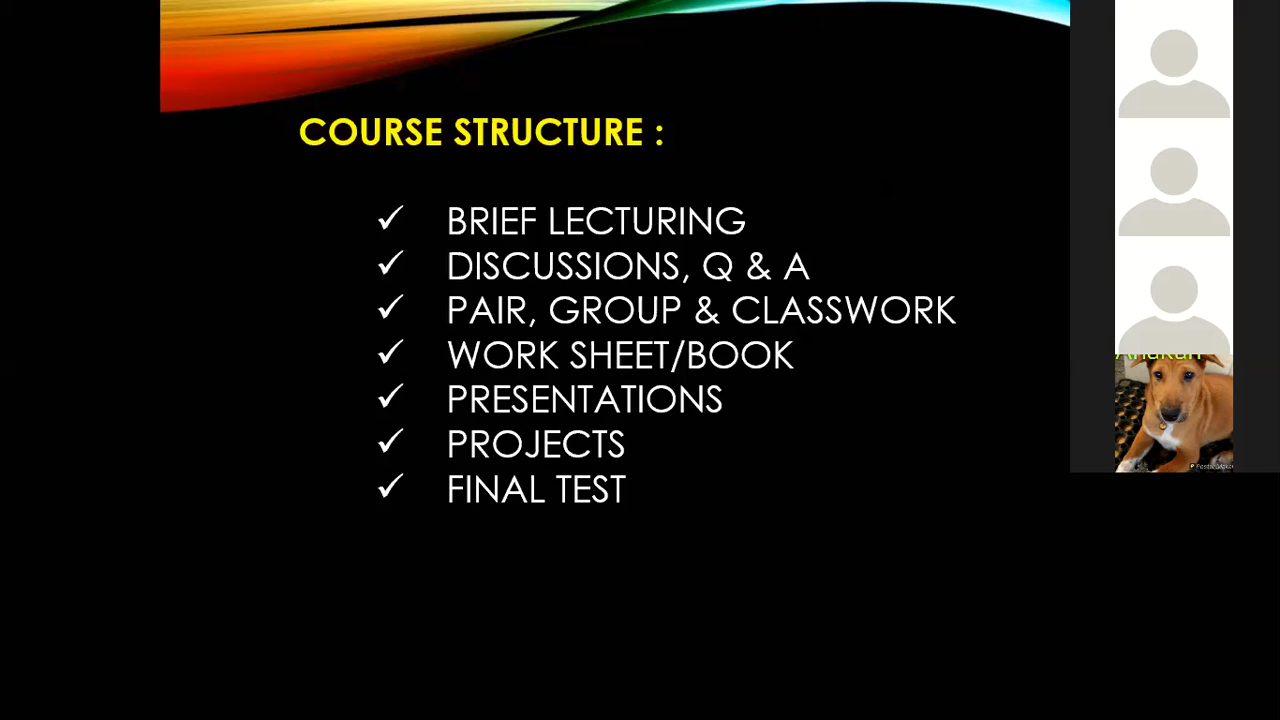 COURSE STRUCTURE :
BRIEF LECTURING
DISCUSSIONS, Q & A
PAIR, GROUP & CLASSWORK
WORK SHEET/BOOK
PRESENTATIONS
PROJECTS
FINAL TEST